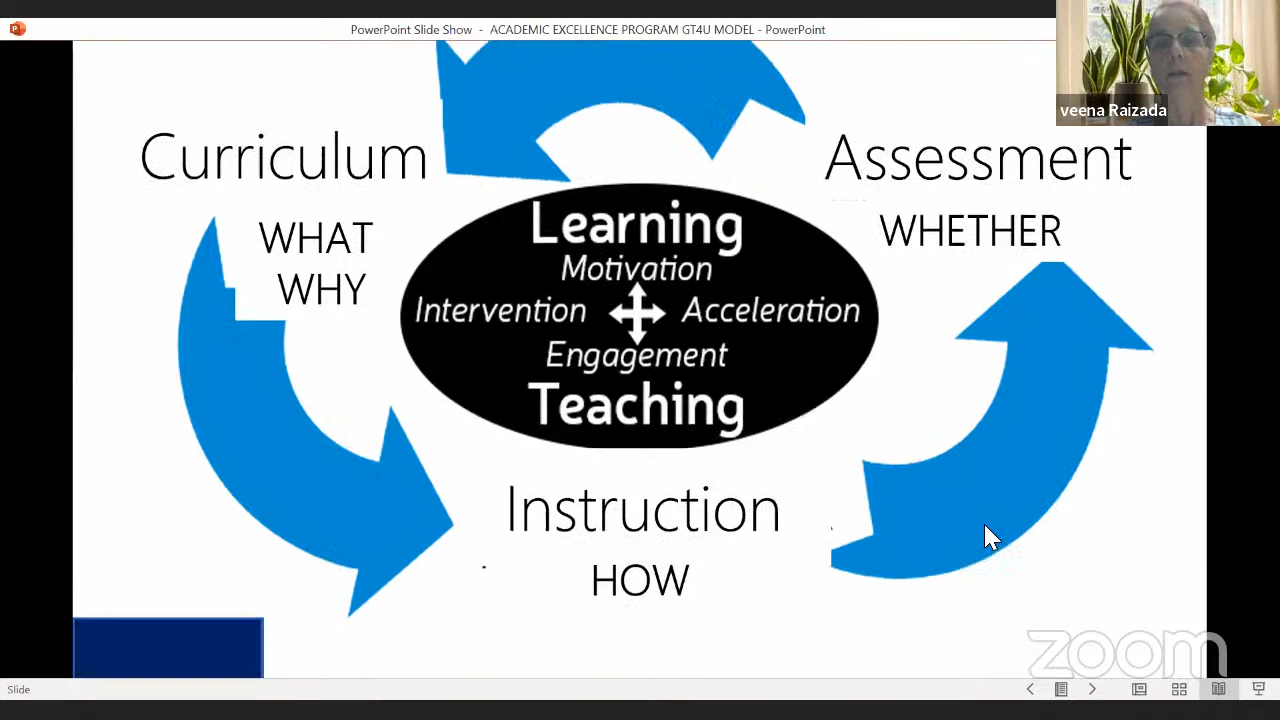 PowerPoint Slide Show - ACADEMIC EXCELLENCE PROGRAM GT4U MODEL - PowerPoint
veena Raizada
Curriculum
WHAT
WHY
Assessment
WHETHER
Learning
Motivation
Intervention Acceleration
Engagement
Teaching
Instruction
HOW
zoom
Slide